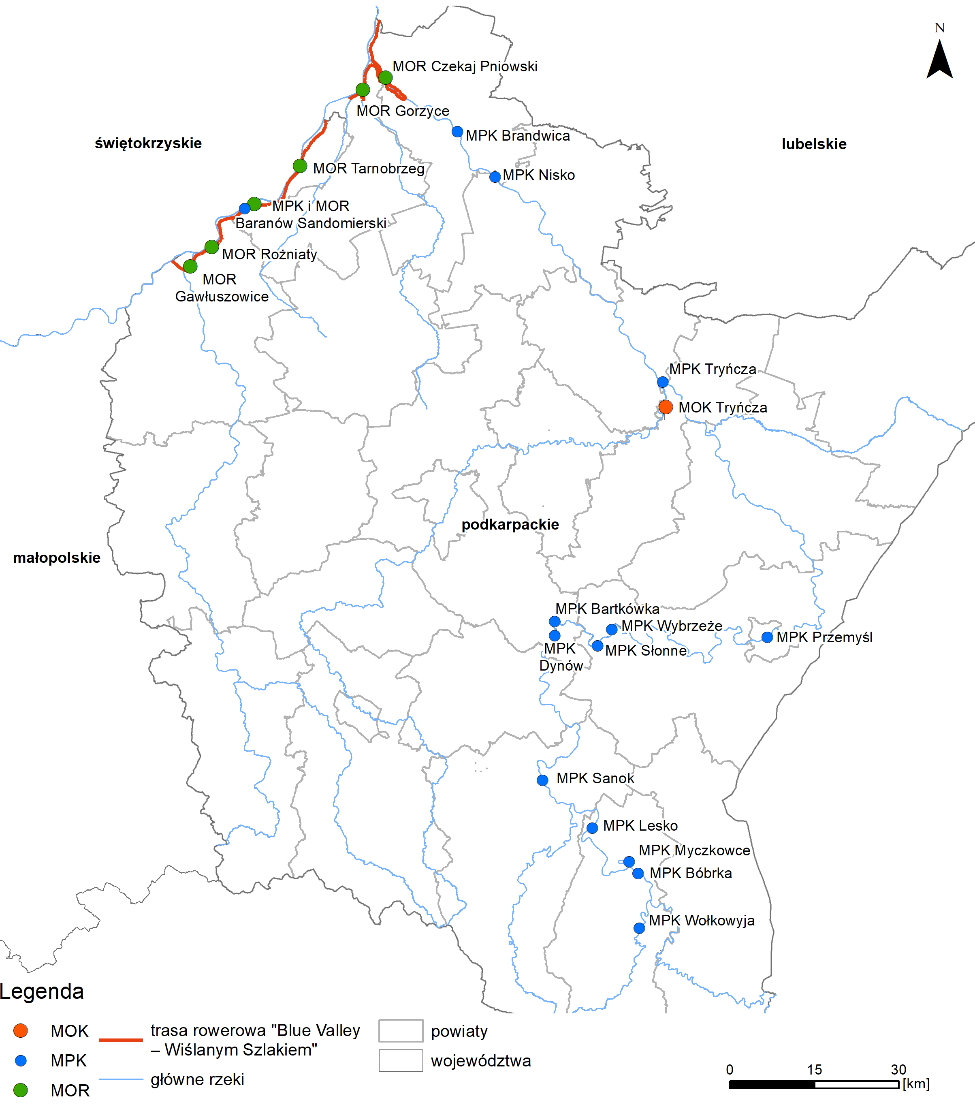 N
MOR Czekaj Pniowski
MOR Gorzyce
świętokrzyskie
MPK Brandwica
lubelskie
MOR Tarnobrzeg
MPK Nisko
MPK i MOR
Baranów Sandomierski
MOR Rożniaty
MOR
Gawłuszowice
MPK Tryńcza
MOK Tryńcza
podkarpackie
małopolskie
MPK Bartkówka
MPK Wybrzeże
MPK Przemyśl
MPK Słonne
MPK
Dynów
MPK Sanok
MPK Lesko
MPK Myczkowce
MPK Bóbrka
MPK Wołkowyja
Legenda
MOK
MPK
MOR
trasa rowerowa "Blue Valley
– Wiślanym Szlakiem"
główne rzeki
powiaty
województwa
0 15 30
[km]